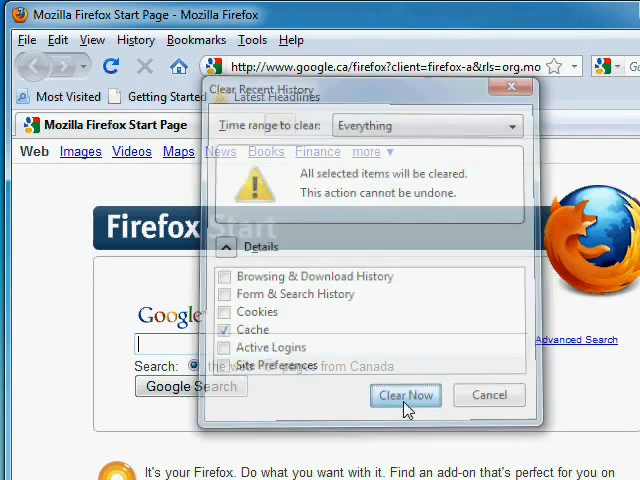 Mozilla Firefox Start Page - Mozilla Firefox
File Edit View History Bookmarks Tools Help
http://www.google.ca/firefox?client=firefox-a&rls=org.mo
Most Visited Getting Started Latest Headlines
Clear Recent History
Mozilla Firefox Start Page
Time range to clear: Everything
Web Images Videos Maps News Books Finance more ▼
All selected items will be cleared.
This action cannot be undone.
Firefox Start
Details
Browsing & Download History
Form & Search History
Google
Cookies
Cache
Advanced Search
Active Logins
Site Preferences
Search: the web pages from Canada
Google Search
Clear Now Cancel
It's your Firefox. Do what you want with it. Find an add-on that's perfect for you on